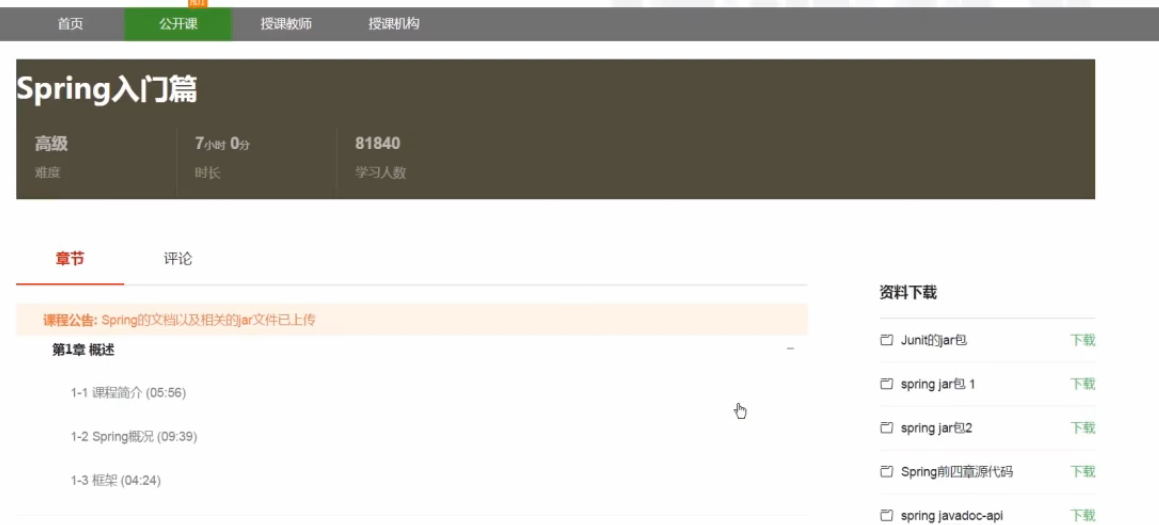 首页 公开课 授课教师 授课机构
Spring入门篇
高级 7小时 0分 81840
难度 时长 学习人数
章节 评论
课程公告: Spring的文档以及相关的jar文件已上传
第1章 概述
1-1 课程简介 (05:56)
1-2 Spring概况 (09:39)
1-3 框架 (04:24)
资料下载
Junit的jar包 下载
spring jar包 1 下载
spring jar包2 下载
Spring前四章源代码 下载
spring javadoc-api 下载